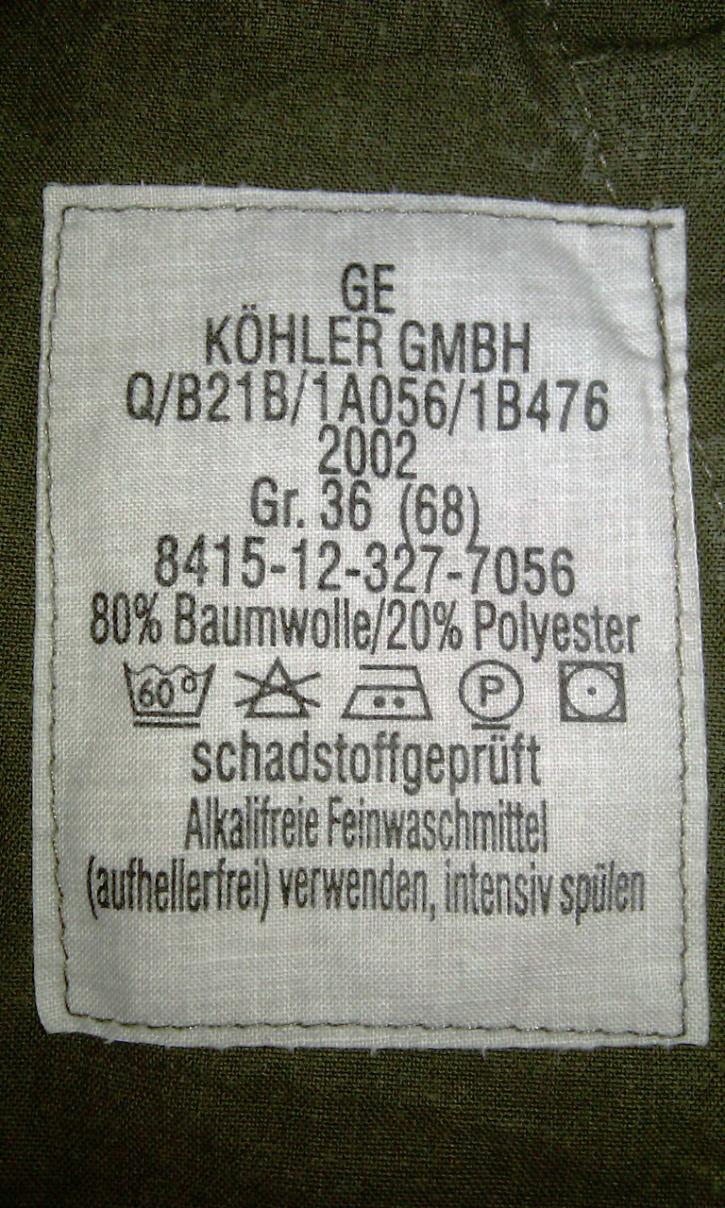 GE
KÖHLER GMBH
Q/B21B/1A056/1B476
2002
Gr. 36 (68)
8415-12-327-7056
80% Baumwolle/20% Polyester
60° P
schadstoffgeprüft
Alkalifreie Feinwaschmittel
(aufhellerfrei) verwenden, intensiv spülen